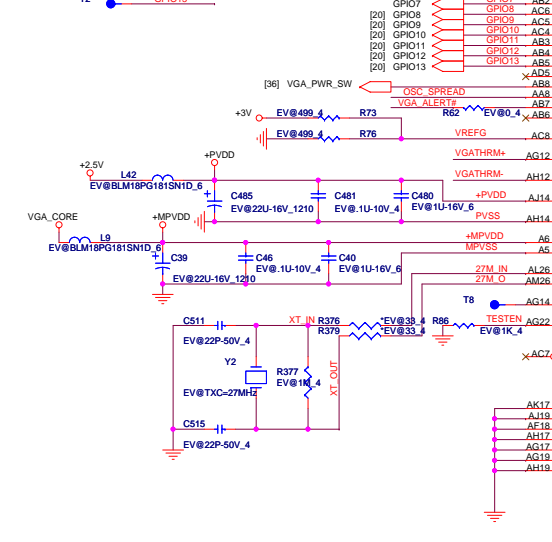 GPIO7
[20] GPIO8 GPIO8 AC6
[20] GPIO9 GPIO9 AC5
[20] GPIO10 GPIO10 AC4
[20] GPIO11 GPIO11 AB3
[20] GPIO12 GPIO12 AB4
[20] GPIO13 GPIO13 AB5
AD5
[36] VGA_PWR_SW AB8
OSC_SPREAD AA8
VGA_ALERT# AB7
R62 EV@0_4 AB6
+3V EV@499_4 R73
EV@499_4 R76 VREFG AC8
VGATHRM+ AG12
+PVDD
+2.5V L42 VGATHRM- AH12
EV@BLM18PG181SN1D_6
C485 C481 C480 +PVDD AJ14
EV@22U-16V_1210 EV@.1U-10V_4 EV@1U-16V_6
VGA_CORE +MPVDD PVSS AH14
L9 +MPVDD A6
EV@BLM18PG181SN1D_6 MPVSS A5
C39 C46 C40
EV@22U-16V_1210 EV@.1U-10V_4 EV@1U-16V_6
27M_IN AL26
27M_O AM26
T8 AG14
C511 XT_IN R376 *EV@33_4 R86 TESTEN AG22
R379 *EV@33_4 EV@1K_4
EV@22P-50V_4
Y2 AC7
R377 XT_OUT
EV@1M_4
EV@TXC=27MHz
AK17
AJ19
C515 AF18
AH17
EV@22P-50V_4 AG17
AG19
AH19